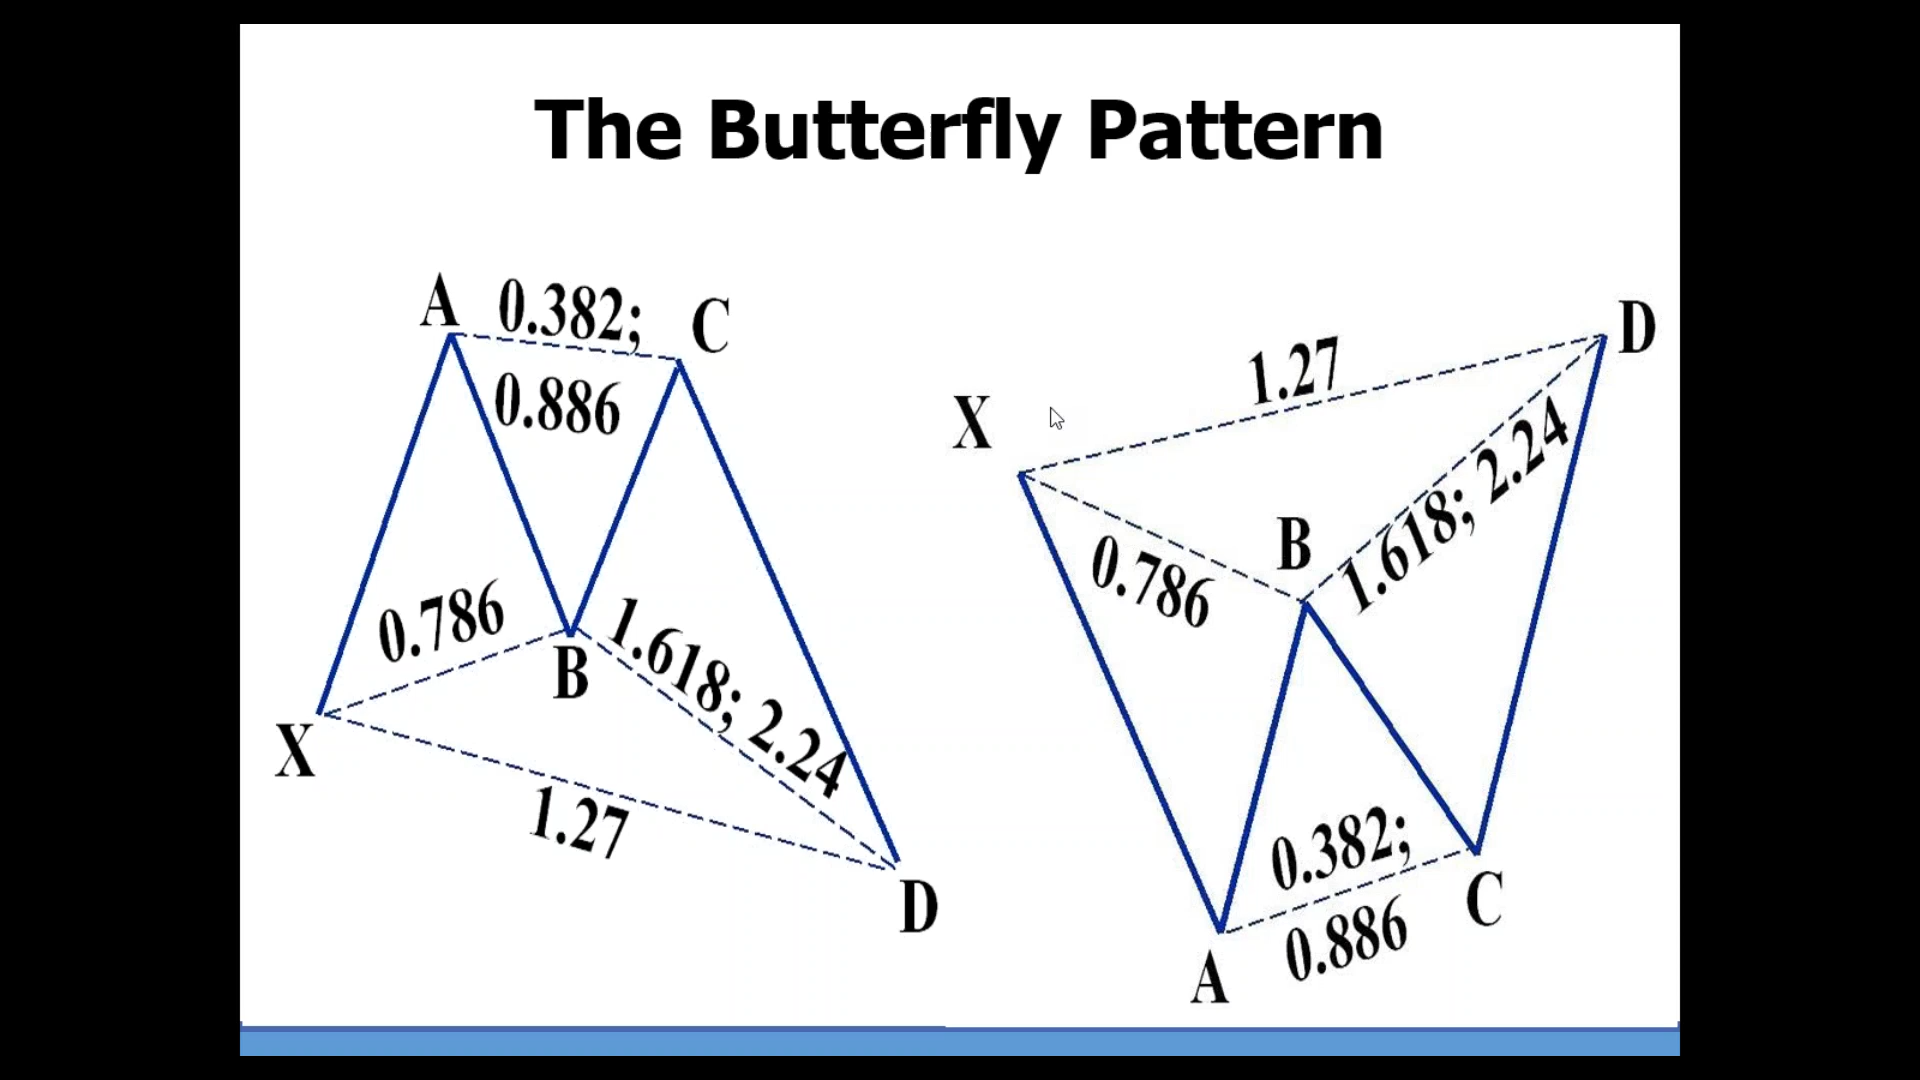 The Butterfly Pattern
A 0.382; C
0.886
0.786
B
1.618; 2.24
X
1.27
D
D
1.27
X
B
1.618; 2.24
0.786
0.382;
C
0.886
A